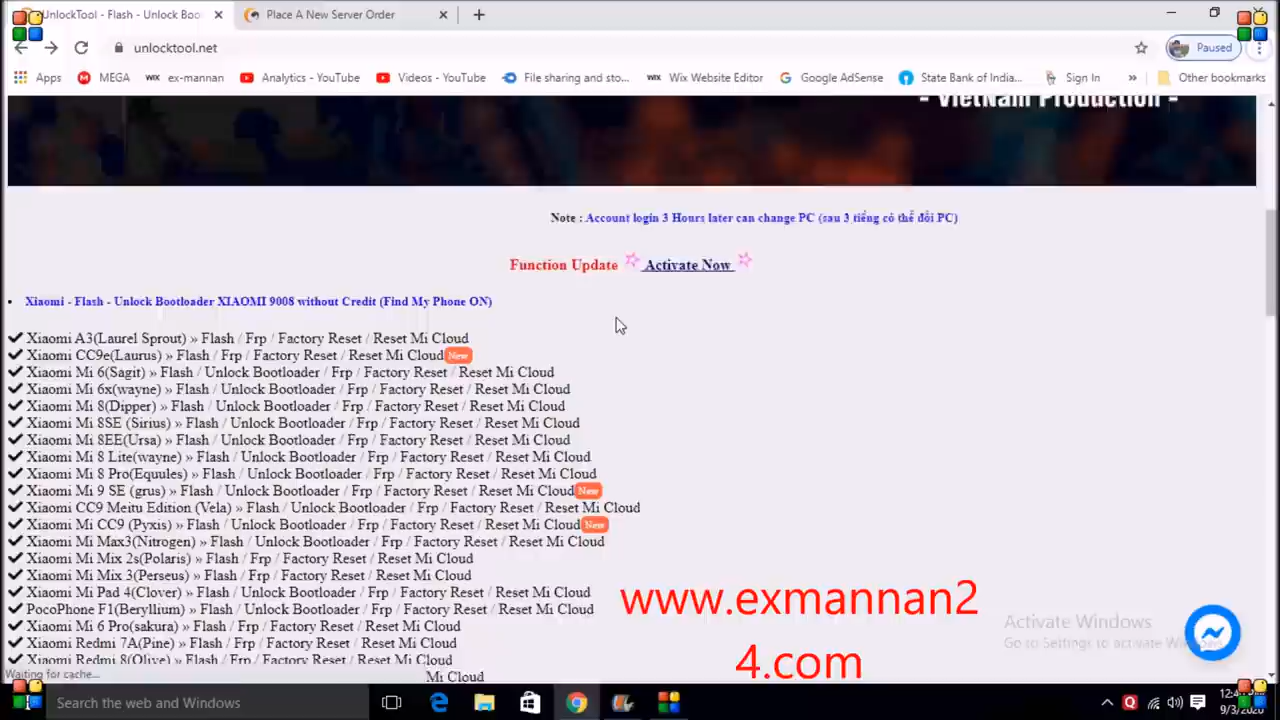 UnlockTool - Flash - Unlock Boo
Place A New Server Order
unlocktool.net
Paused
Apps
MEGA
ex-mannan
Analytics - YouTube
Videos - YouTube
File sharing and sto...
Wix Website Editor
Google AdSense
State Bank of India...
Sign In
»
Other bookmarks
- VietNam Production -
Note : Account login 3 Hours later can change PC (sau 3 tiếng có thể đổi PC)
Function Update Activate Now
Xiaomi - Flash - Unlock Bootloader XIAOMI 9008 without Credit (Find My Phone ON)
Xiaomi A3(Laurel Sprout) » Flash / Frp / Factory Reset / Reset Mi Cloud
Xiaomi CC9e(Laurus) » Flash / Frp / Factory Reset / Reset Mi Cloud New
Xiaomi Mi 6(Sagit) » Flash / Unlock Bootloader / Frp / Factory Reset / Reset Mi Cloud
Xiaomi Mi 6x(wayne) » Flash / Unlock Bootloader / Frp / Factory Reset / Reset Mi Cloud
Xiaomi Mi 8(Dipper) » Flash / Unlock Bootloader / Frp / Factory Reset / Reset Mi Cloud
Xiaomi Mi 8SE (Sirius) » Flash / Unlock Bootloader / Frp / Factory Reset / Reset Mi Cloud
Xiaomi Mi 8EE(Ursa) » Flash / Unlock Bootloader / Frp / Factory Reset / Reset Mi Cloud
Xiaomi Mi 8 Lite(wayne) » Flash / Unlock Bootloader / Frp / Factory Reset / Reset Mi Cloud
Xiaomi Mi 8 Pro(Equules) » Flash / Unlock Bootloader / Frp / Factory Reset / Reset Mi Cloud
Xiaomi Mi 9 SE (grus) » Flash / Unlock Bootloader / Frp / Factory Reset / Reset Mi Cloud New
Xiaomi CC9 Meitu Edition (Vela) » Flash / Unlock Bootloader / Frp / Factory Reset / Reset Mi Cloud
Xiaomi Mi CC9 (Pyxis) » Flash / Unlock Bootloader / Frp / Factory Reset / Reset Mi Cloud New
Xiaomi Mi Max3(Nitrogen) » Flash / Unlock Bootloader / Frp / Factory Reset / Reset Mi Cloud
Xiaomi Mi Mix 2s(Polaris) » Flash / Frp / Factory Reset / Reset Mi Cloud
Xiaomi Mi Mix 3(Perseus) » Flash / Frp / Factory Reset / Reset Mi Cloud
Xiaomi Mi Pad 4(Clover) » Flash / Unlock Bootloader / Frp / Factory Reset / Reset Mi Cloud
PocoPhone F1(Beryllium) » Flash / Unlock Bootloader / Frp / Factory Reset / Reset Mi Cloud
Xiaomi Mi 6 Pro(sakura) » Flash / Frp / Factory Reset / Reset Mi Cloud
Xiaomi Redmi 7A(Pine) » Flash / Frp / Factory Reset / Reset Mi Cloud
Xiaomi Redmi 8(Olive) » Flash / Frp / Factory Reset / Reset Mi Cloud
Mi Cloud
Waiting for cache...
www.exmannan2
4.com
Activate Windows
Go to Settings to activate Windows.
Search the web and Windows
12:4
9/3/2020